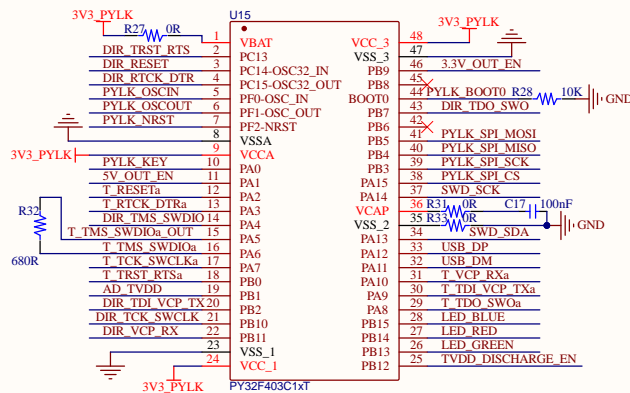 U15
3V3_PYLK
R27 0R
1 VBAT
DIR_TRST_RTS 2 PC13
DIR_RESET 3 PC14-OSC32_IN
DIR_RTCK_DTR 4 PC15-OSC32_OUT
PYLK_OSCIN 5 PF0-OSC_IN
PYLK_OSCOUT 6 PF1-OSC_OUT
PYLK_NRST 7 PF2-NRST
8 VSSA
3V3_PYLK 9 VCCA
PYLK_KEY 10 PA0
5V_OUT_EN 11 PA1
T_RESETa 12 PA2
T_RTCK_DTRa 13 PA3
R32 DIR_TMS_SWDIO 14 PA4
T_TMS_SWDIOa_OUT 15 PA5
T_TMS_SWDIOa 16 PA6
680R T_TCK_SWCLKa 17 PA7
T_TRST_RTSa 18 PB0
AD_TVDD 19 PB1
DIR_TDI_VCP_TX 20 PB2
DIR_TCK_SWCLK 21 PB10
DIR_VCP_RX 22 PB11
23 VSS_1
24 VCC_1
3V3_PYLK
3V3_PYLK
VCC_3 48
VSS_3 47
PB9 46 3.3V_OUT_EN
PB8 45
BOOT0 44 PYLK_BOOT0 R28 10K GND
PB7 43 DIR_TDO_SWO
PB6 42
PB5 41 PYLK_SPI_MOSI
PB4 40 PYLK_SPI_MISO
PB3 39 PYLK_SPI_SCK
PA15 38 PYLK_SPI_CS
PA14 37 SWD_SCK
VCAP 36 R31 0R C17 100nF
VSS_2 35 R33 0R GND
PA13 34 SWD_SDA
PA12 33 USB_DP
PA11 32 USB_DM
PA10 31 T_VCP_RXa
PA9 30 T_TDI_VCP_TXa
PA8 29 T_TDO_SWOa
PB15 28 LED_BLUE
PB14 27 LED_RED
PB13 26 LED_GREEN
PB12 25 TVDD_DISCHARGE_EN
PY32F403C1xT